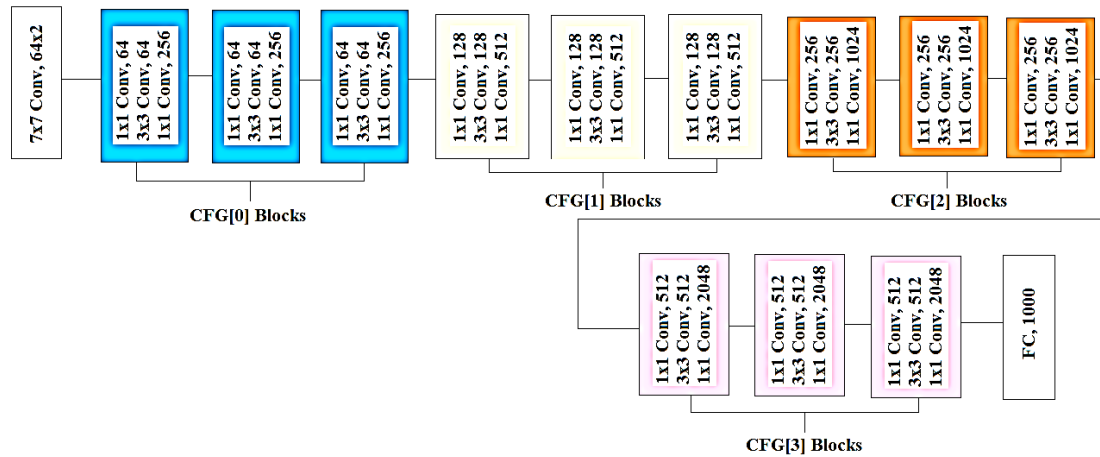 7x7 Conv, 64x2
1x1 Conv, 64
3x3 Conv, 64
1x1 Conv, 256
1x1 Conv, 64
3x3 Conv, 64
1x1 Conv, 256
1x1 Conv, 64
3x3 Conv, 64
1x1 Conv, 256
CFG[0] Blocks
1x1 Conv, 128
3x3 Conv, 128
1x1 Conv, 512
1x1 Conv, 128
3x3 Conv, 128
1x1 Conv, 512
1x1 Conv, 128
3x3 Conv, 128
1x1 Conv, 512
CFG[1] Blocks
1x1 Conv, 256
3x3 Conv, 256
1x1 Conv, 1024
1x1 Conv, 256
3x3 Conv, 256
1x1 Conv, 1024
1x1 Conv, 256
3x3 Conv, 256
1x1 Conv, 1024
CFG[2] Blocks
1x1 Conv, 512
3x3 Conv, 512
1x1 Conv, 2048
1x1 Conv, 512
3x3 Conv, 512
1x1 Conv, 2048
1x1 Conv, 512
3x3 Conv, 512
1x1 Conv, 2048
CFG[3] Blocks
FC, 1000